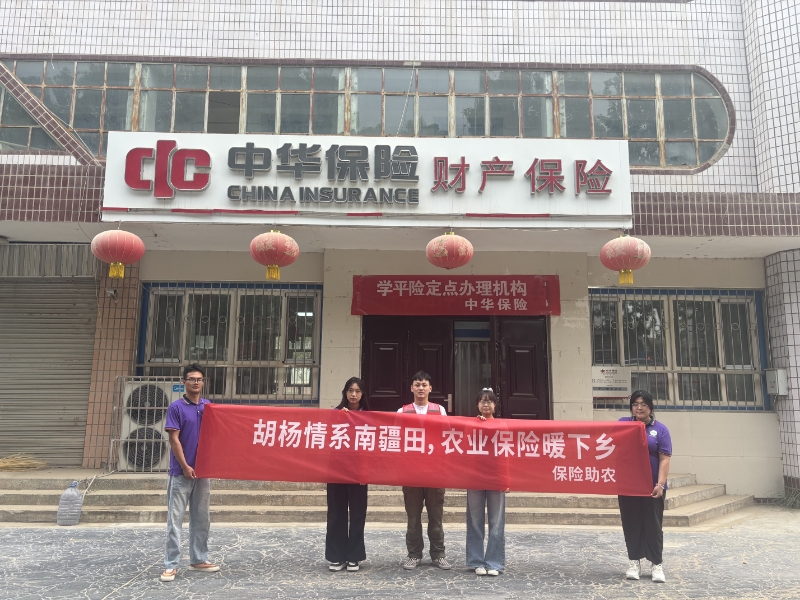 中华保险 财产保险
CHINA INSURANCE
学平险定点办理机构
中华保险
胡杨情系南疆田，农业保险暖下乡
保险助农